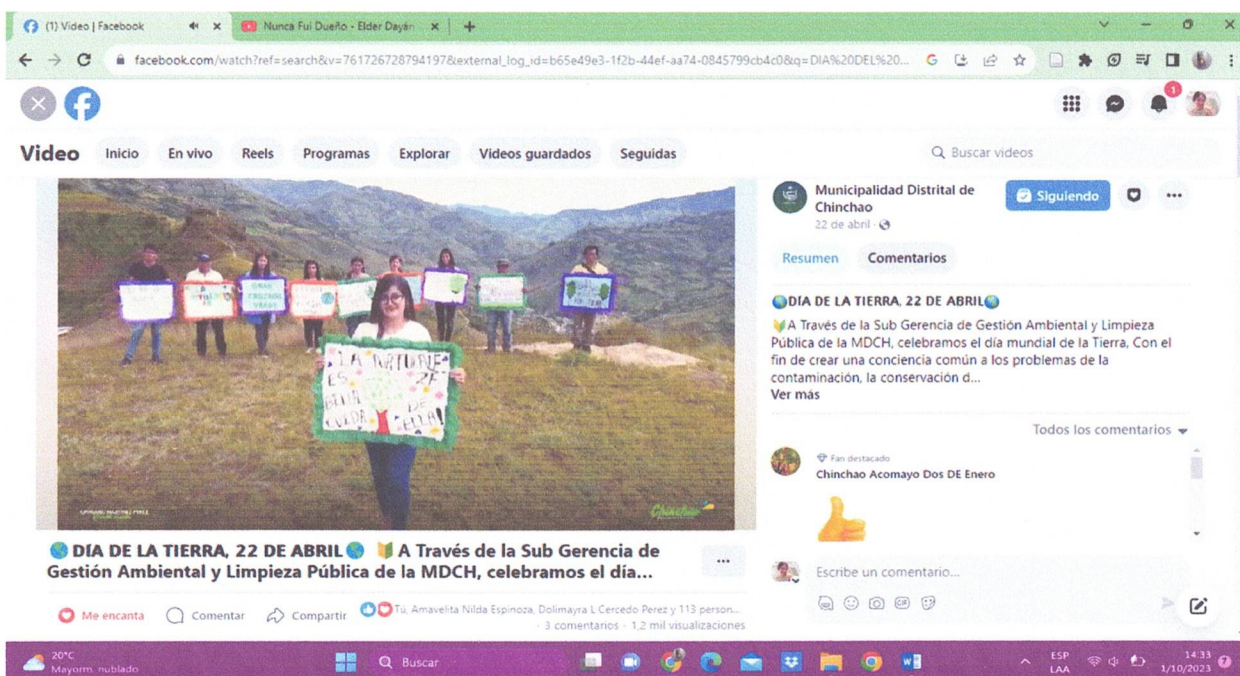 (1) Video | Facebook
Nunca Fui Dueño - Elder Dayán
facebook.com/watch?ref=search&v=761726728794197&external_log_id=b65e49e3-1f2b-44ef-aa74-0845799cb4c0&q=DIA%20DEL%20...
1
Video
Inicio
En vivo
Reels
Programas
Explorar
Videos guardados
Seguidas
Buscar videos
LA NATURALE
ES ZE
BELLA DE
CUIDA ELLA!
Chinchao
Municipalidad Distrital de
Chinchao
22 de abril
Siguiendo
Resumen
Comentarios
DÍA DE LA TIERRA, 22 DE ABRIL
A Través de la Sub Gerencia de Gestión Ambiental y Limpieza
Pública de la MDCH, celebramos el día mundial de la Tierra, Con el
fin de crear una conciencia común a los problemas de la
contaminación, la conservación d...
Ver más
Todos los comentarios
Fan destacado
Chinchao Acomayo Dos DE Enero
Escribe un comentario...
GIF
DÍA DE LA TIERRA, 22 DE ABRIL A Través de la Sub Gerencia de
Gestión Ambiental y Limpieza Pública de la MDCH, celebramos el día...
Me encanta
Comentar
Compartir
Tú, Amavelita Nilda Espinoza, Dolimayra L Cercedo Perez y 113 person...
3 comentarios · 1,2 mil visualizaciones
20°C
Mayorm. nublado
Buscar
ESP
LAA
14:33
1/10/2023
7